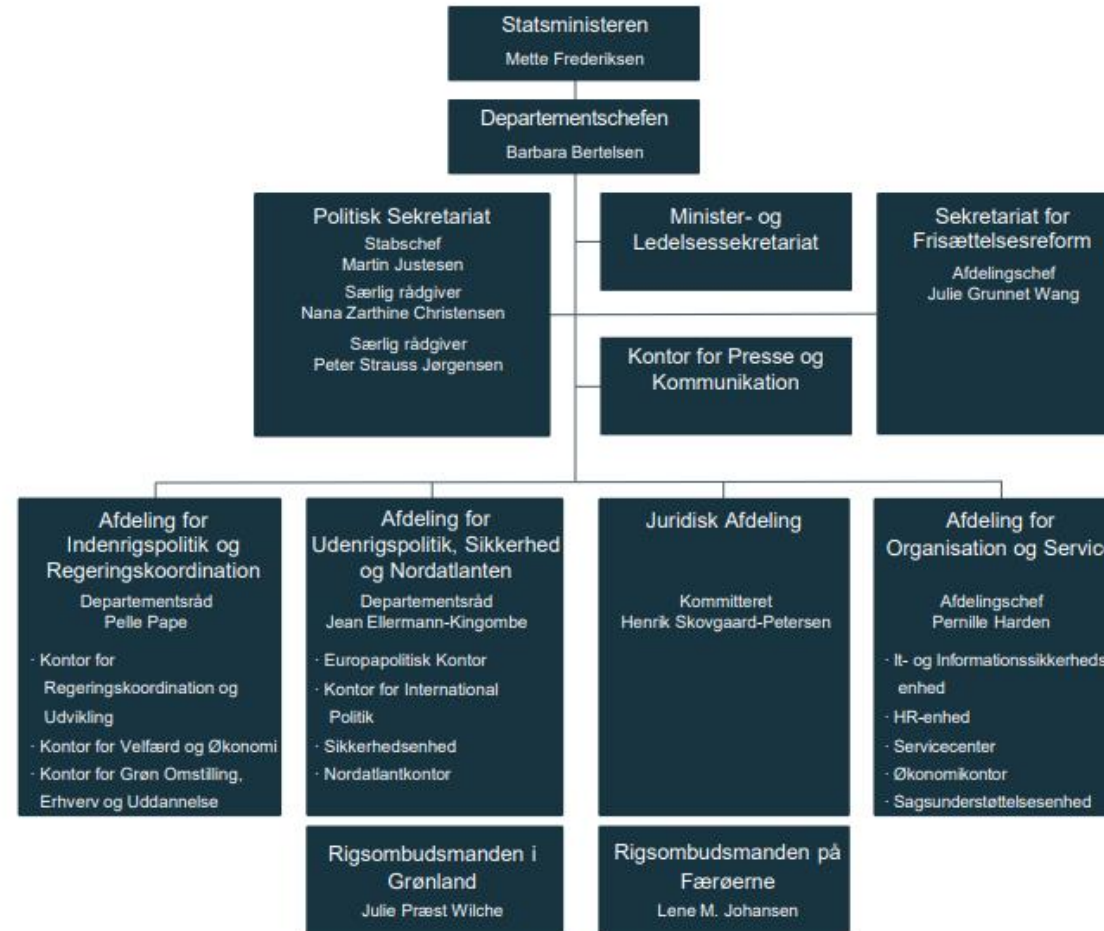 Statsministeren
Mette Frederiksen
Departementschefen
Barbara Bertelsen
Politisk Sekretariat
Stabschef
Martin Justesen
Særlig rådgiver
Nana Zarthine Christensen
Særlig rådgiver
Peter Strauss Jørgensen
Minister- og
Ledelsessekretariat
Kontor for Presse og
Kommunikation
Sekretariat for
Frisættelsesreform
Afdelingschef
Julie Grunnet Wang
Afdeling for
Indenrigspolitik og
Regeringskoordination
Departementsråd
Pelle Pape
· Kontor for
Regeringskoordination og
Udvikling
· Kontor for Velfærd og Økonomi
· Kontor for Grøn Omstilling,
Erhverv og Uddannelse
Afdeling for
Udenrigspolitik, Sikkerhed
og Nordatlanten
Departementsråd
Jean Ellermann-Kingombe
· Europapolitisk Kontor
· Kontor for International
Politik
· Sikkerhedsenhed
· Nordatlantkontor
Juridisk Afdeling
Kommitteret
Henrik Skovgaard-Petersen
Afdeling for
Organisation og Service
Afdelingschef
Pernille Harden
· It- og Informationssikkerheds
enhed
· HR-enhed
· Servicecenter
· Økonomikontor
· Sagsunderstøttelsesenhed
Rigsombudsmanden i
Grønland
Julie Præst Wilche
Rigsombudsmanden på
Færøerne
Lene M. Johansen